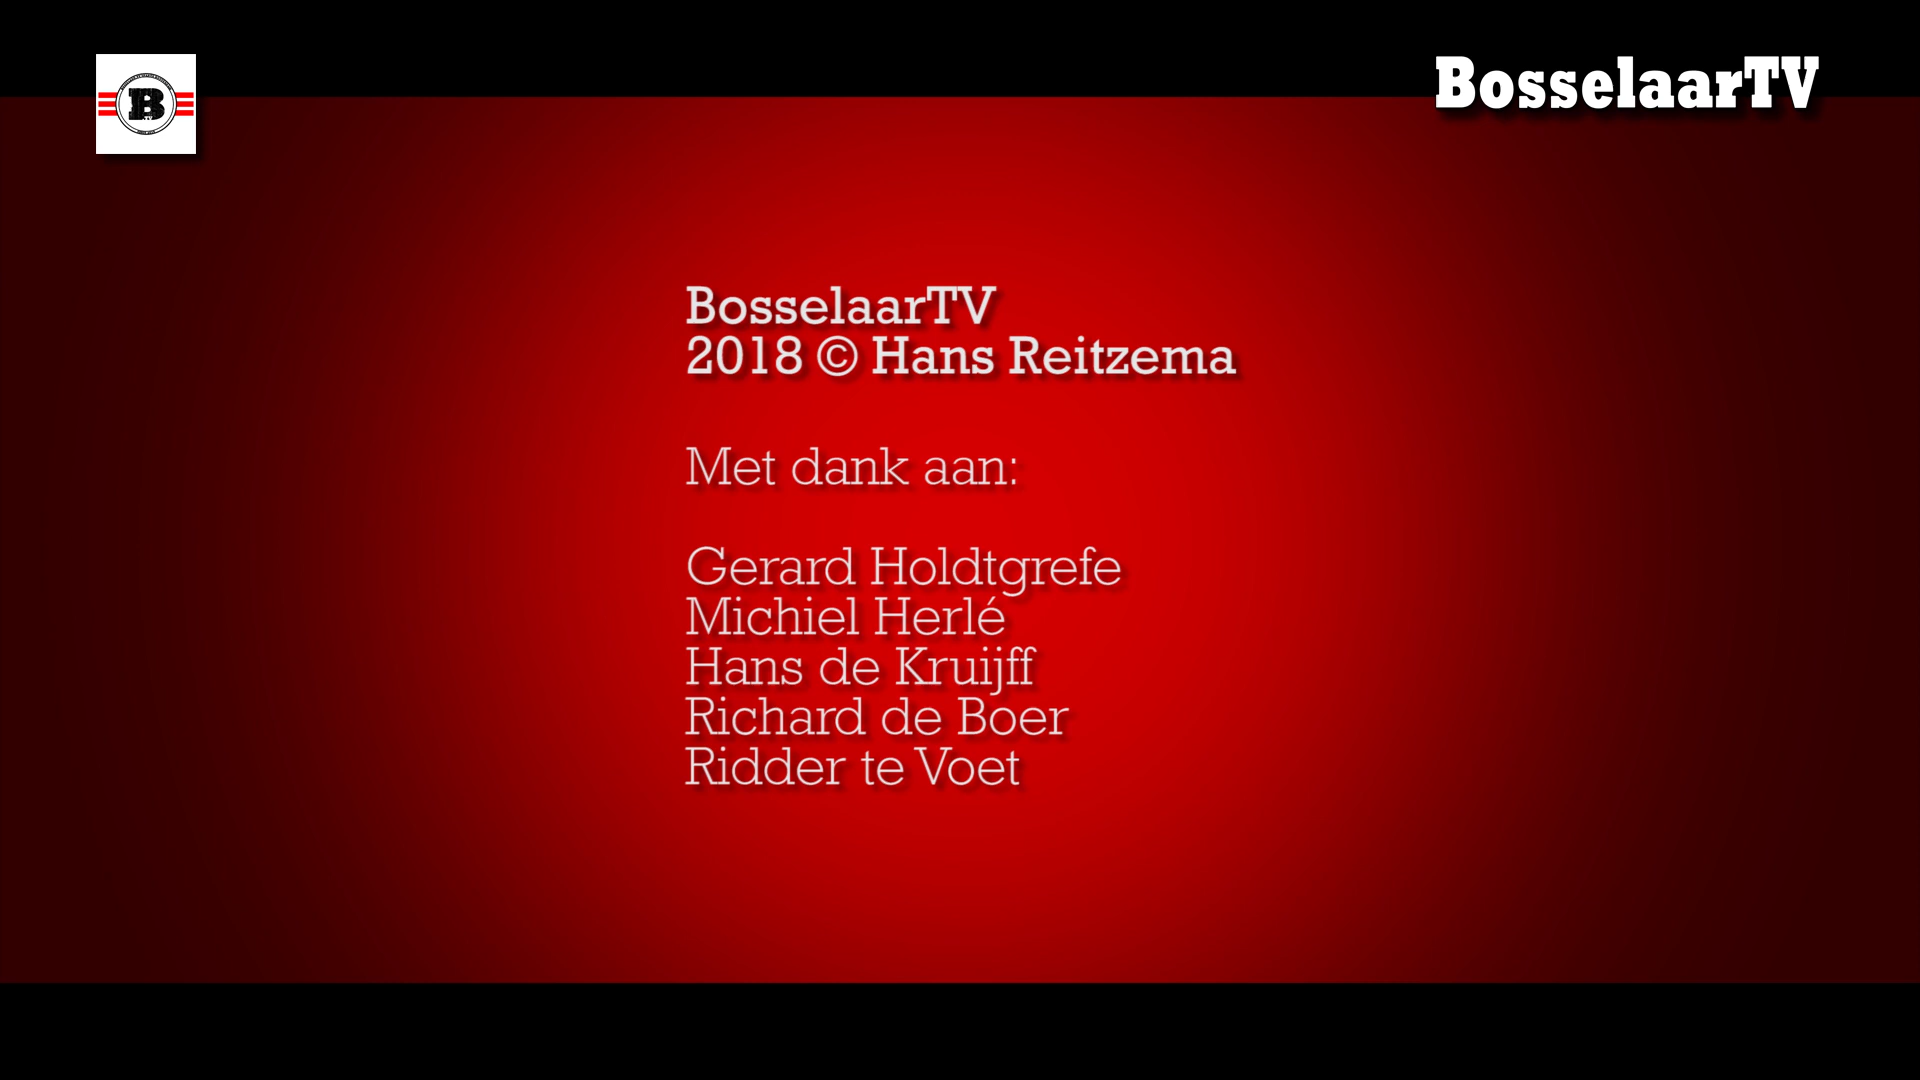 BosselaarTV
B
TV
BosselaarTV
2018 © Hans Reitzema
Met dank aan:
Gerard Holdtgrefe
Michiel Herlé
Hans de Kruijff
Richard de Boer
Ridder te Voet